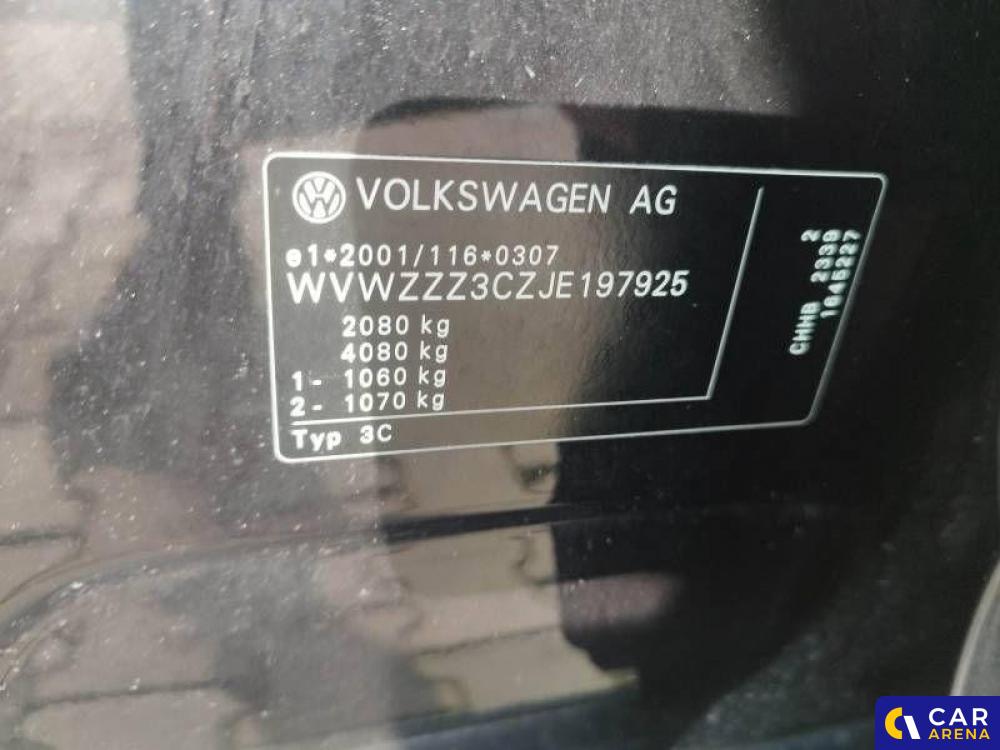 VOLKSWAGEN AG
e1*2001/116*0307
WVWZZZ3CZJE197925
2080 kg
4080 kg
1- 1060 kg
2- 1070 kg
Typ 3C
2
CHHB 2339
1045227
CAR
ARENA